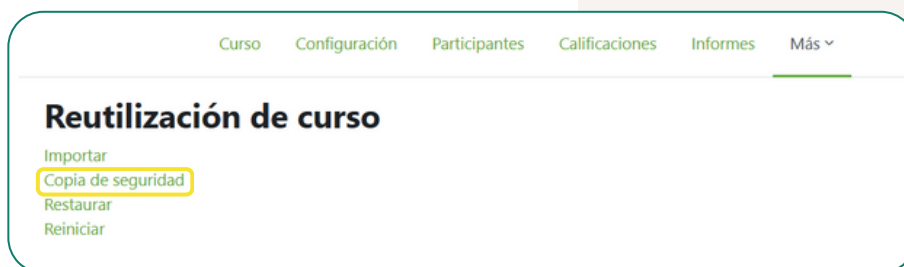 Curso Configuración Participantes Calificaciones Informes Más
Reutilización de curso
Importar
Copia de seguridad
Restaurar
Reiniciar